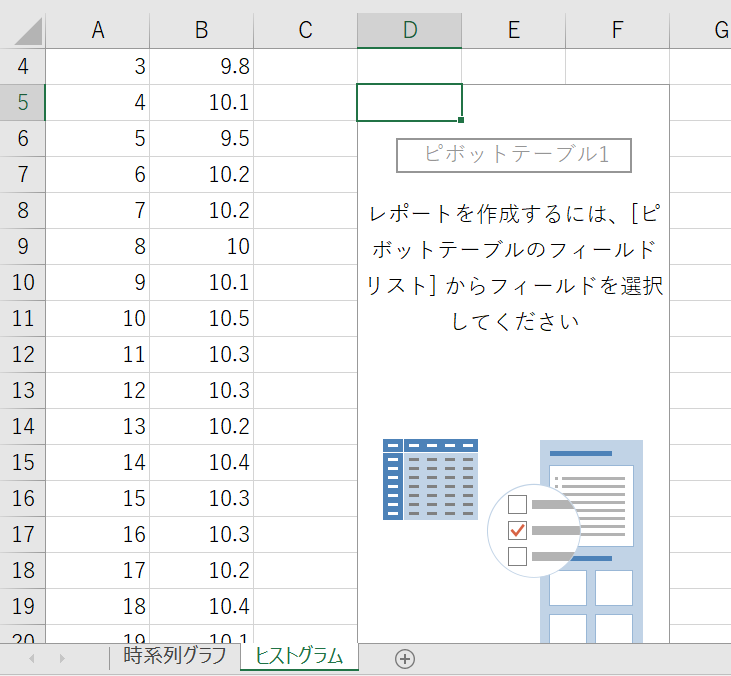 A B C D E F G
4 3 9.8
5 4 10.1
6 5 9.5
7 6 10.2
8 7 10.2
9 8 10
10 9 10.1
11 10 10.5
12 11 10.3
13 12 10.3
14 13 10.2
15 14 10.4
16 15 10.3
17 16 10.3
18 17 10.2
19 18 10.4
20 19 10.1
ピボットテーブル1
レポートを作成するには、[ピ
ボットテーブルのフィールド
リスト] からフィールドを選択
してください
時系列グラフ ヒストグラム